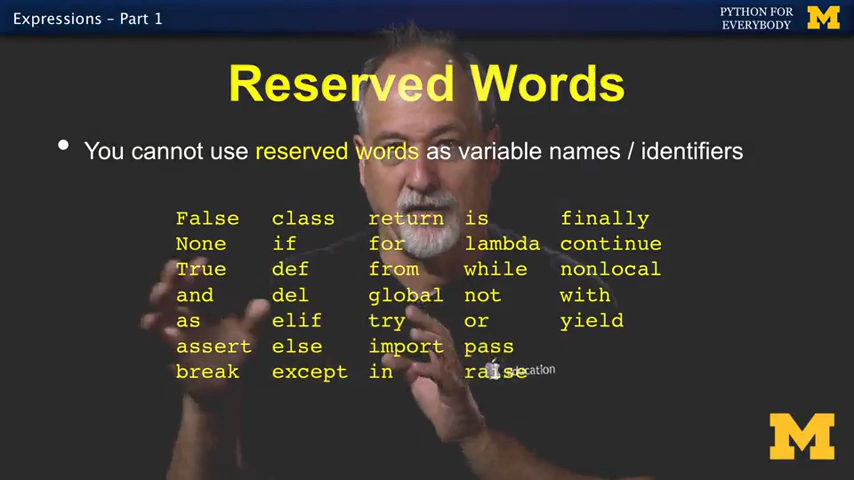 Expressions – Part 1
PYTHON FOR
EVERYBODY
M
Reserved Words
• You cannot use reserved words as variable names / identifiers
False class return is finally
None if for lambda continue
True def from while nonlocal
and del global not with
as elif try or yield
assert else import pass
break except in raise
education
M